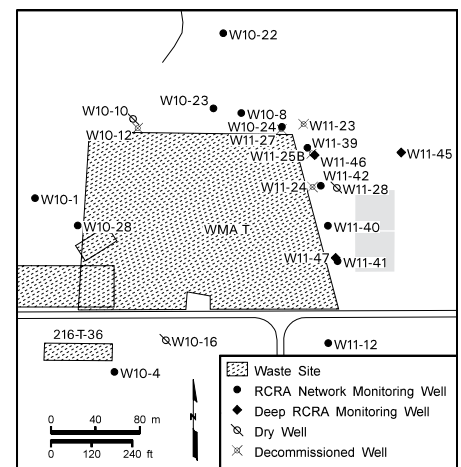 W10-22
W10-23
W10-10
W10-8
W10-24
W11-23
W10-12
W11-27
W11-39
W11-25B
W11-46
W11-45
W11-42
W11-24
W11-28
W10-1
W10-28
WMA T
W11-40
W11-47
W11-41
216-T-36
W10-16
W11-12
W10-4
Waste Site
RCRA Network Monitoring Well
Deep RCRA Monitoring Well
Dry Well
Decommissioned Well
N
0 40 80 m
0 120 240 ft